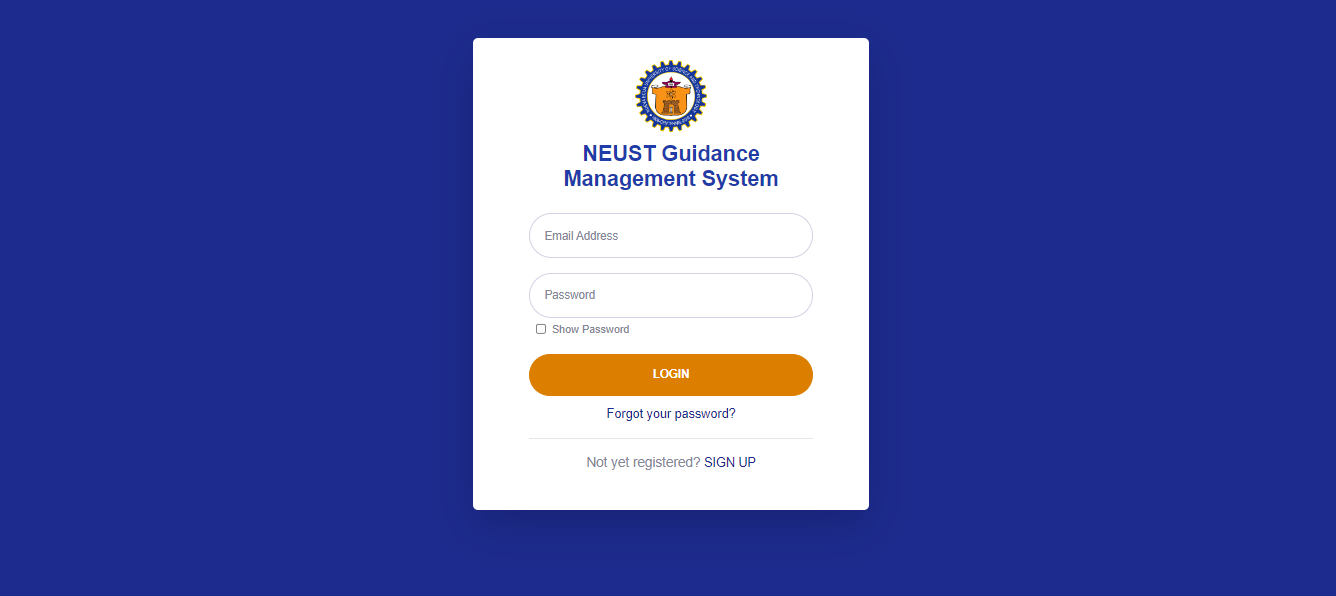 NEUST Guidance
Management System
Email Address
Password
Show Password
LOGIN
Forgot your password?
Not yet registered? SIGN UP